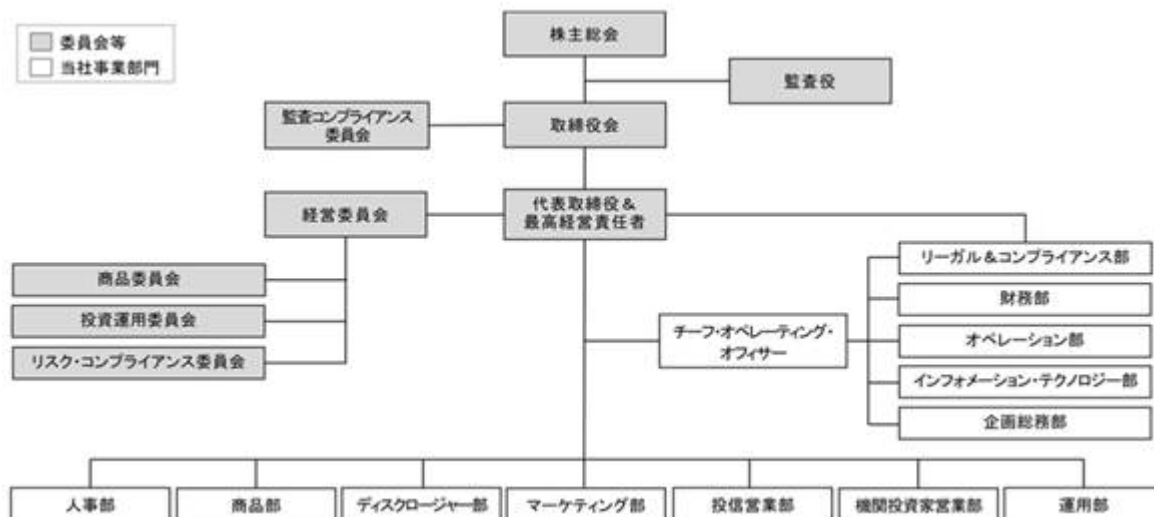 委員会等
当社事業部門
株主総会
監査役
監査コンプライアンス
委員会
取締役会
経営委員会
代表取締役＆
最高経営責任者
リーガル＆コンプライアンス部
商品委員会
財務部
投資運用委員会
チーフ・オペレーティング・
オフィサー
オペレーション部
リスク・コンプライアンス委員会
インフォメーション・テクノロジー部
企画総務部
人事部
商品部
ディスクロージャー部
マーケティング部
投信営業部
機関投資家営業部
運用部